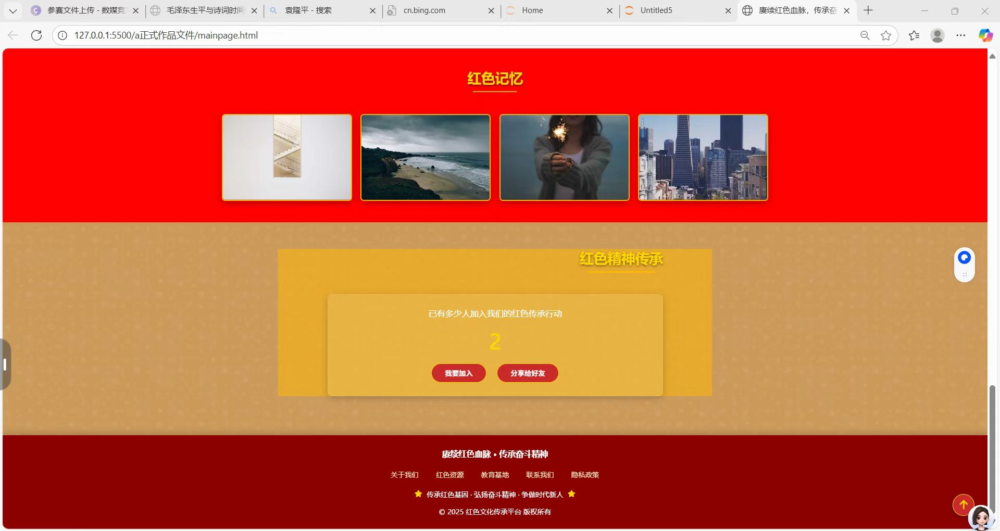 参赛文件上传 - 数媒竞
毛泽东生平与诗词时间
袁隆平 - 搜索
cn.bing.com
Home
Untitled5
赓续红色血脉，传承奋
127.0.0.1:5500/a正式作品文件/mainpage.html
红色记忆
红色精神传承
已有多少人加入我们的红色传承行动
2
我要加入
分享给好友
赓续红色血脉 • 传承奋斗精神
关于我们 红色资源 教育基地 联系我们 隐私政策
传承红色基因 · 弘扬奋斗精神 · 争做时代新人
© 2025 红色文化传承平台 版权所有